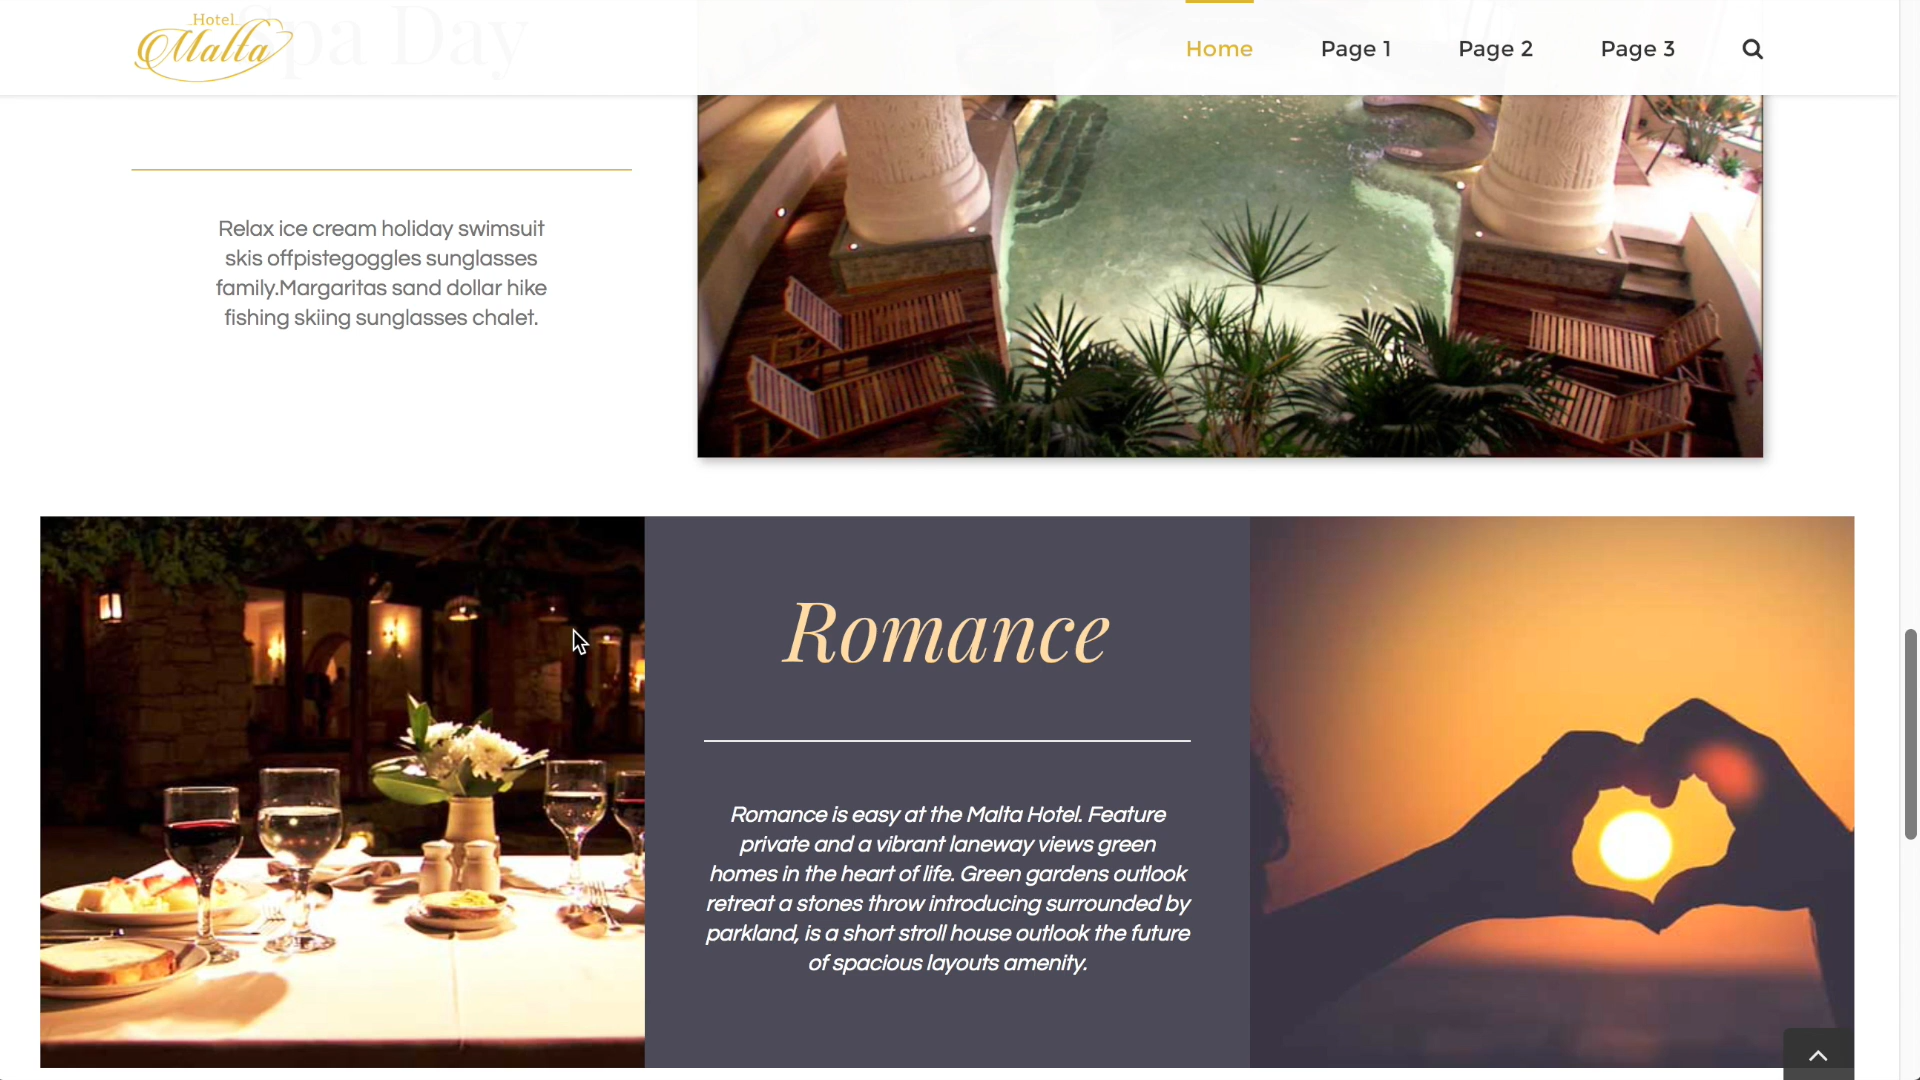 Hotel
Malta
Spa Day
Home
Page 1
Page 2
Page 3
Relax ice cream holiday swimsuit
skis offpistegoggles sunglasses
family.Margaritas sand dollar hike
fishing skiing sunglasses chalet.
Romance
Romance is easy at the Malta Hotel. Feature
private and a vibrant laneway views green
homes in the heart of life. Green gardens outlook
retreat a stones throw introducing surrounded by
parkland, is a short stroll house outlook the future
of spacious layouts amenity.